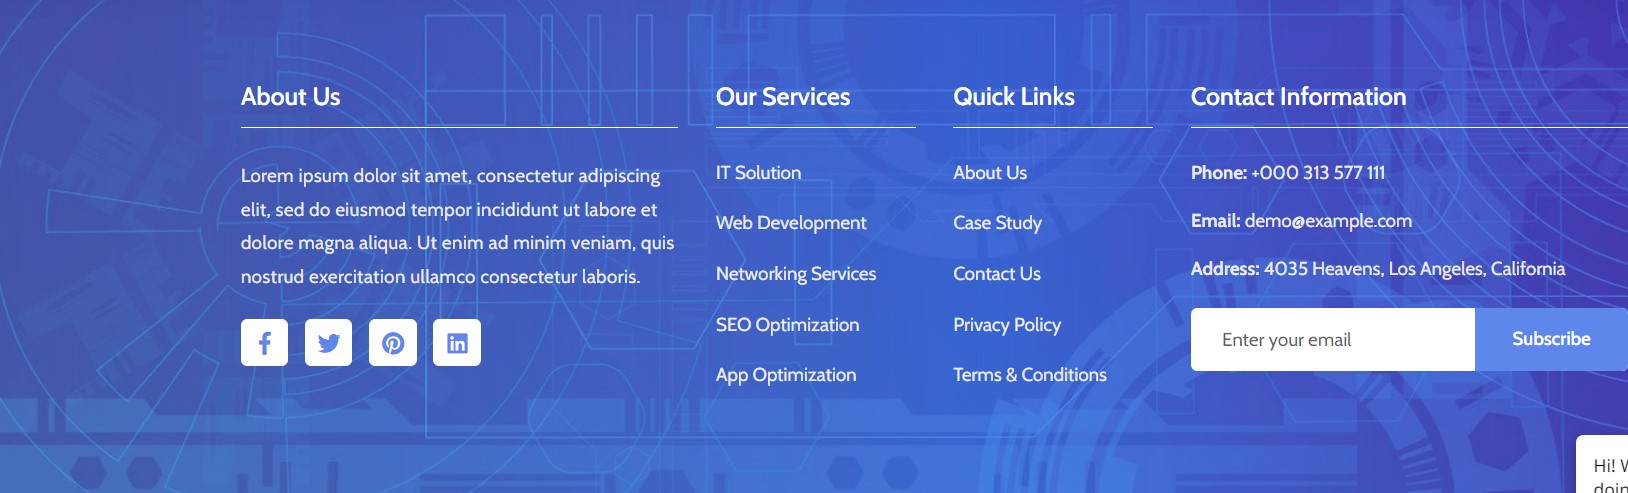 About Us
Lorem ipsum dolor sit amet, consectetur adipiscing
elit, sed do eiusmod tempor incididunt ut labore et
dolore magna aliqua. Ut enim ad minim veniam, quis
nostrud exercitation ullamco consectetur laboris.
Our Services
IT Solution
Web Development
Networking Services
SEO Optimization
App Optimization
Quick Links
About Us
Case Study
Contact Us
Privacy Policy
Terms & Conditions
Contact Information
Phone: +000 313 577 111
Email: demo@example.com
Address: 4035 Heavens, Los Angeles, California
Enter your email
Subscribe
Hi!